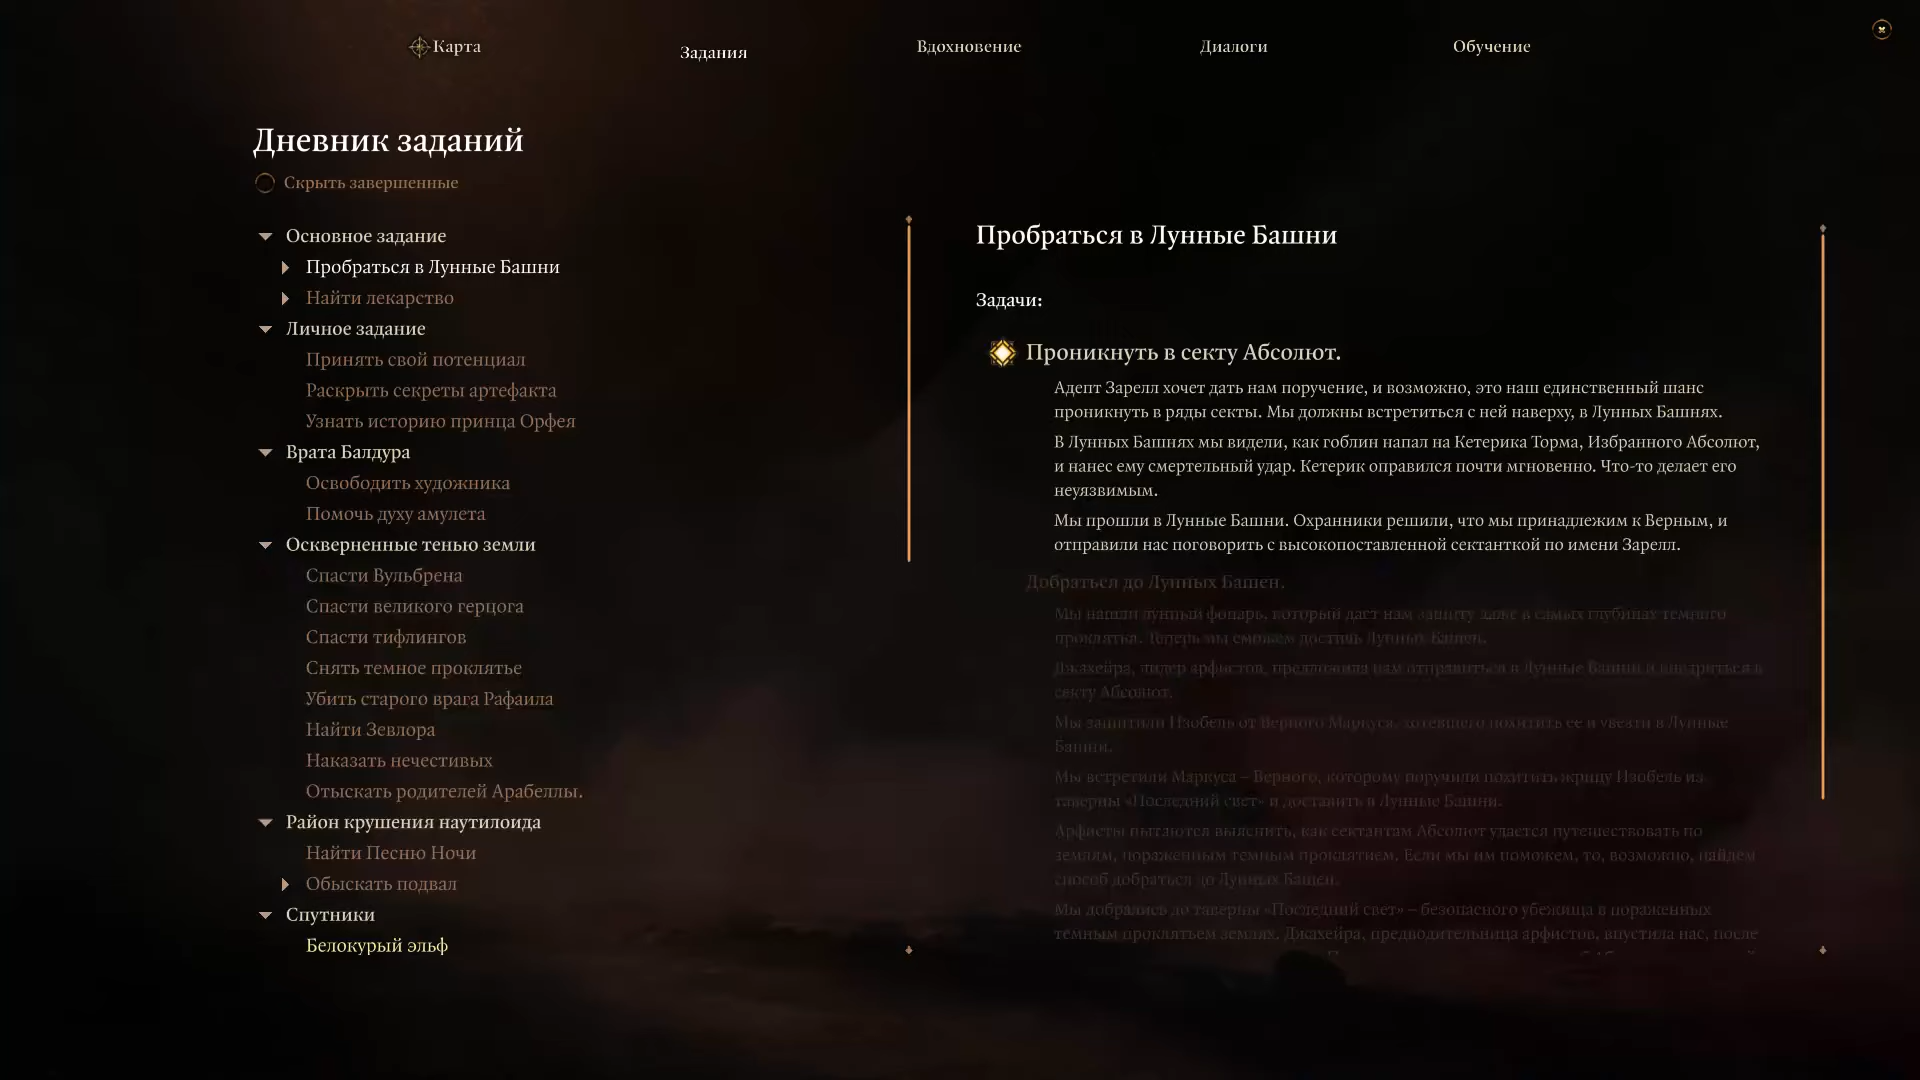 Карта
Задания
Вдохновение
Диалоги
Обучение
Дневник заданий
Скрыть завершенные
Основное задание
Пробраться в Лунные Башни
Найти лекарство
Личное задание
Принять свой потенциал
Раскрыть секреты артефакта
Узнать историю принца Орфея
Врата Балдура
Освободить художника
Помочь духу амулета
Оскверненные тенью земли
Спасти Вульбрена
Спасти великого герцога
Спасти тифлингов
Снять темное проклятье
Убить старого врага Рафаила
Найти Зевлора
Наказать нечестивых
Отыскать родителей Арабеллы.
Район крушения наутилоида
Найти Песню Ночи
Обыскать подвал
Спутники
Белокурый эльф
Пробраться в Лунные Башни
Задачи:
Проникнуть в секту Абсолют.
Адепт Зарелл хочет дать нам поручение, и возможно, это наш единственный шанс
проникнуть в ряды секты. Мы должны встретиться с ней наверху, в Лунных Башнях.
В Лунных Башнях мы видели, как гоблин напал на Кетерика Торма, Избранного Абсолют,
и нанес ему смертельный удар. Кетерик оправился почти мгновенно. Что-то делает его
неуязвимым.
Мы прошли в Лунные Башни. Охранники решили, что мы принадлежим к Верным, и
отправили нас поговорить с высокопоставленной сектанткой по имени Зарелл.
Добраться до Лунных Башен.
Мы нашли лунный фонарь, который даст нам защиту даже в самых глубинах темного
проклятья. Теперь мы сможем достичь Лунных Башен.
Джахейра, лидер арфистов, предложила нам отправиться в Лунные Башни и внедриться в
секту Абсолют.
Мы защитили Изобель от Верного Маркуса, хотевшего похитить ее и увезти в Лунные
Башни.
Мы встретили Маркуса – Верного, которому поручили похитить жрицу Изобель из
таверны «Последний свет» и доставить в Лунные Башни.
Арфисты пытаются выяснить, как сектантам Абсолют удается путешествовать по
землям, пораженным темным проклятием. Если мы им поможем, то, возможно, найдем
способ добраться до Лунных Башен.
Мы добрались до таверны «Последний свет» – безопасного убежища в пораженных
темным проклятьем землях. Джахейра, предводительница арфистов, впустила нас, после